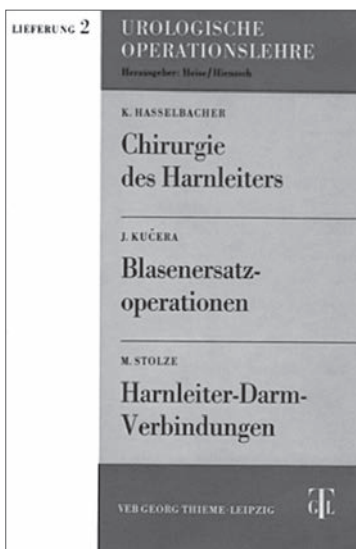 LIEFERUNG 2
UROLOGISCHE
OPERATIONSLEHRE
Herausgeber: Heise/Hienzsch
K. HASSELBACHER
Chirurgie
des Harnleiters
J. KUČERA
Blasenersatz-
operationen
M. STOLZE
Harnleiter-Darm-
Verbindungen
VEB GEORG THIEME-LEIPZIG
GTL